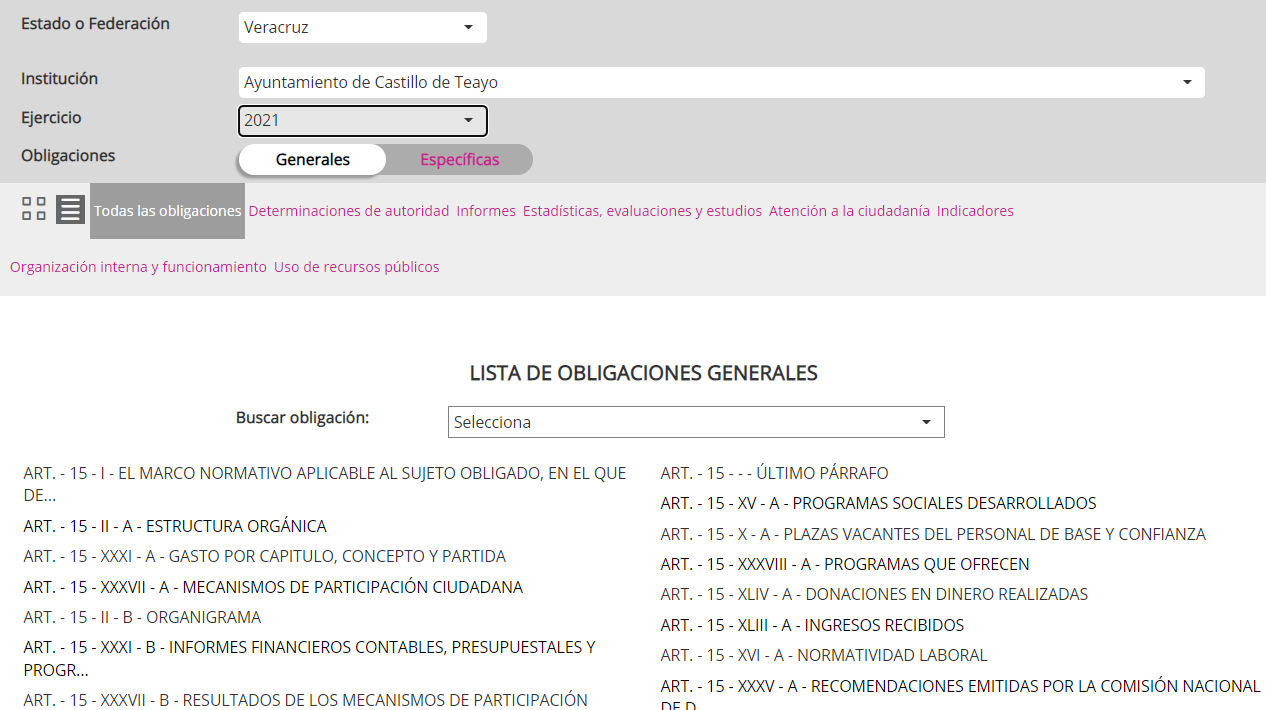 Estado o Federación
Veracruz
Institución
Ayuntamiento de Castillo de Teayo
Ejercicio
2021
Obligaciones
Generales
Específicas
Todas las obligaciones Determinaciones de autoridad Informes Estadísticas, evaluaciones y estudios Atención a la ciudadanía Indicadores
Organización interna y funcionamiento Uso de recursos públicos
LISTA DE OBLIGACIONES GENERALES
Buscar obligación:
Selecciona
ART. - 15 - I - EL MARCO NORMATIVO APLICABLE AL SUJETO OBLIGADO, EN EL QUE
DE...
ART. - 15 - II - A - ESTRUCTURA ORGÁNICA
ART. - 15 - XXXI - A - GASTO POR CAPITULO, CONCEPTO Y PARTIDA
ART. - 15 - XXXVII - A - MECANISMOS DE PARTICIPACIÓN CIUDADANA
ART. - 15 - II - B - ORGANIGRAMA
ART. - 15 - XXXI - B - INFORMES FINANCIEROS CONTABLES, PRESUPUESTALES Y
PROGR...
ART. - 15 - XXXVII - B - RESULTADOS DE LOS MECANISMOS DE PARTICIPACIÓN
ART. - 15 - - - ÚLTIMO PÁRRAFO
ART. - 15 - XV - A - PROGRAMAS SOCIALES DESARROLLADOS
ART. - 15 - X - A - PLAZAS VACANTES DEL PERSONAL DE BASE Y CONFIANZA
ART. - 15 - XXXVIII - A - PROGRAMAS QUE OFRECEN
ART. - 15 - XLIV - A - DONACIONES EN DINERO REALIZADAS
ART. - 15 - XLIII - A - INGRESOS RECIBIDOS
ART. - 15 - XVI - A - NORMATIVIDAD LABORAL
ART. - 15 - XXXV - A - RECOMENDACIONES EMITIDAS POR LA COMISIÓN NACIONAL
DE D...